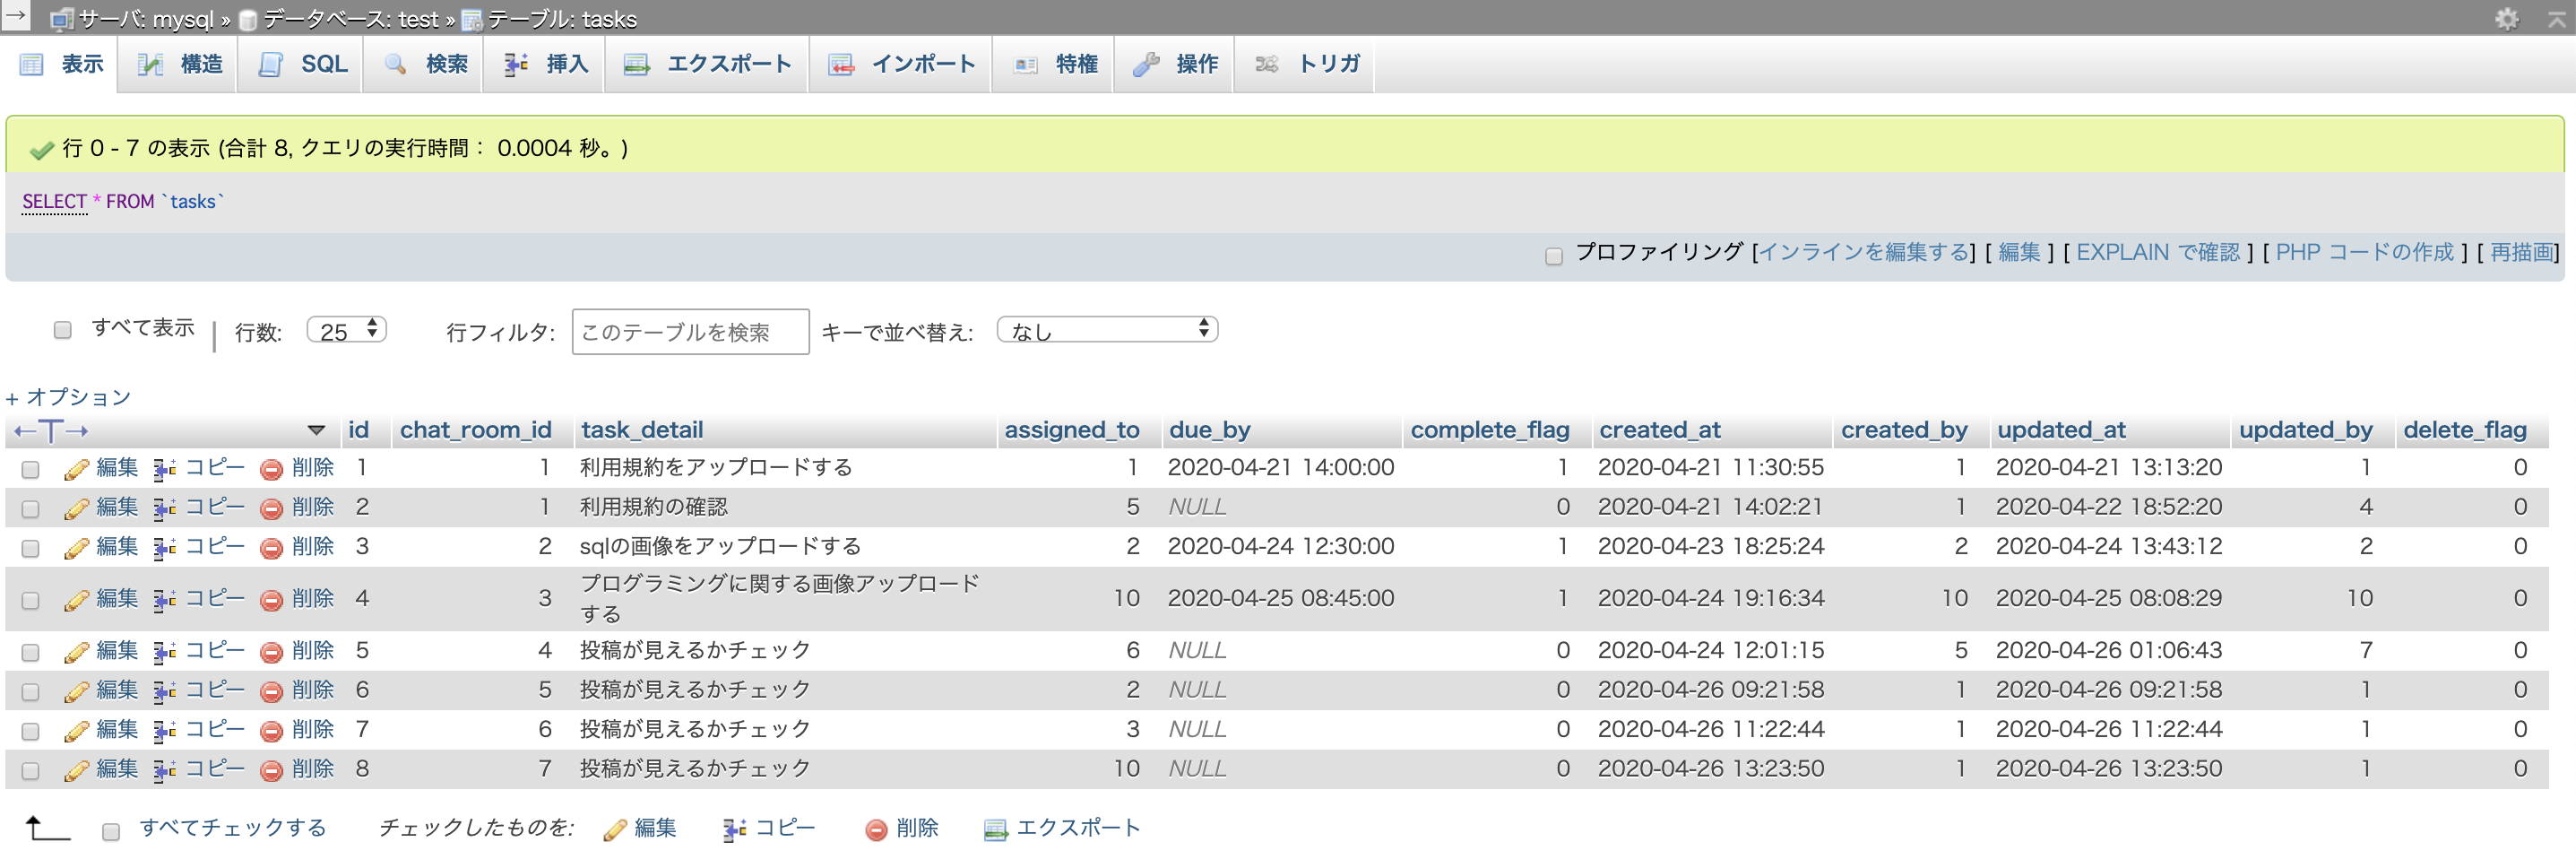 サーバ: mysql » データベース: test » テーブル: tasks
表示 構造 SQL 検索 挿入 エクスポート インポート 特権 操作 トリガ
行 0 - 7 の表示 (合計 8, クエリの実行時間： 0.0004 秒。)
SELECT * FROM `tasks`
プロファイリング [インラインを編集する] [ 編集 ] [ EXPLAIN で確認 ] [ PHP コードの作成 ] [ 再描画]
すべて表示 | 行数: 25 行フィルタ: このテーブルを検索 キーで並べ替え: なし
+ オプション
←T→ id chat_room_id task_detail assigned_to due_by complete_flag created_at created_by updated_at updated_by delete_flag
編集 コピー 削除 1 1 利用規約をアップロードする 1 2020-04-21 14:00:00 1 2020-04-21 11:30:55 1 2020-04-21 13:13:20 1 0
編集 コピー 削除 2 1 利用規約の確認 5 NULL 0 2020-04-21 14:02:21 1 2020-04-22 18:52:20 4 0
編集 コピー 削除 3 2 sqlの画像をアップロードする 2 2020-04-24 12:30:00 1 2020-04-23 18:25:24 2 2020-04-24 13:43:12 2 0
編集 コピー 削除 4 3 プログラミングに関する画像アップロード
する 10 2020-04-25 08:45:00 1 2020-04-24 19:16:34 10 2020-04-25 08:08:29 10 0
編集 コピー 削除 5 4 投稿が見えるかチェック 6 NULL 0 2020-04-24 12:01:15 5 2020-04-26 01:06:43 7 0
編集 コピー 削除 6 5 投稿が見えるかチェック 2 NULL 0 2020-04-26 09:21:58 1 2020-04-26 09:21:58 1 0
編集 コピー 削除 7 6 投稿が見えるかチェック 3 NULL 0 2020-04-26 11:22:44 1 2020-04-26 11:22:44 1 0
編集 コピー 削除 8 7 投稿が見えるかチェック 10 NULL 0 2020-04-26 13:23:50 1 2020-04-26 13:23:50 1 0
すべてチェックする チェックしたものを: 編集 コピー 削除 エクスポート